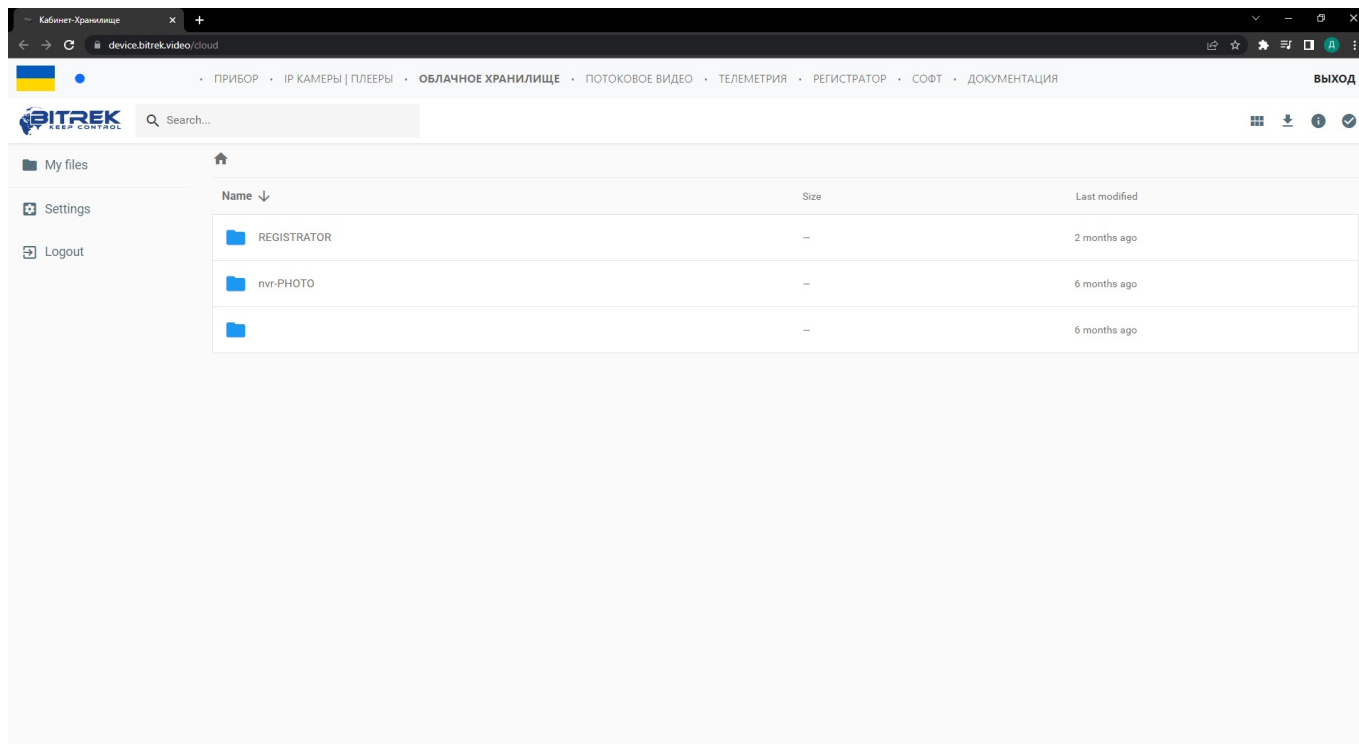 Кабинет-Хранилище
device.bitrek.video/cloud
Д
• ПРИБОР • IP КАМЕРЫ | ПЛЕЕРЫ • ОБЛАЧНОЕ ХРАНИЛИЩЕ • ПОТОКОВОЕ ВИДЕО • ТЕЛЕМЕТРИЯ • РЕГИСТРАТОР • СОФТ • ДОКУМЕНТАЦИЯ ВЫХОД
BITREK
KEEP CONTROL
Search...
My files
Settings
Logout
Name Size Last modified
REGISTRATOR – 2 months ago
nvr-PHOTO – 6 months ago
– 6 months ago